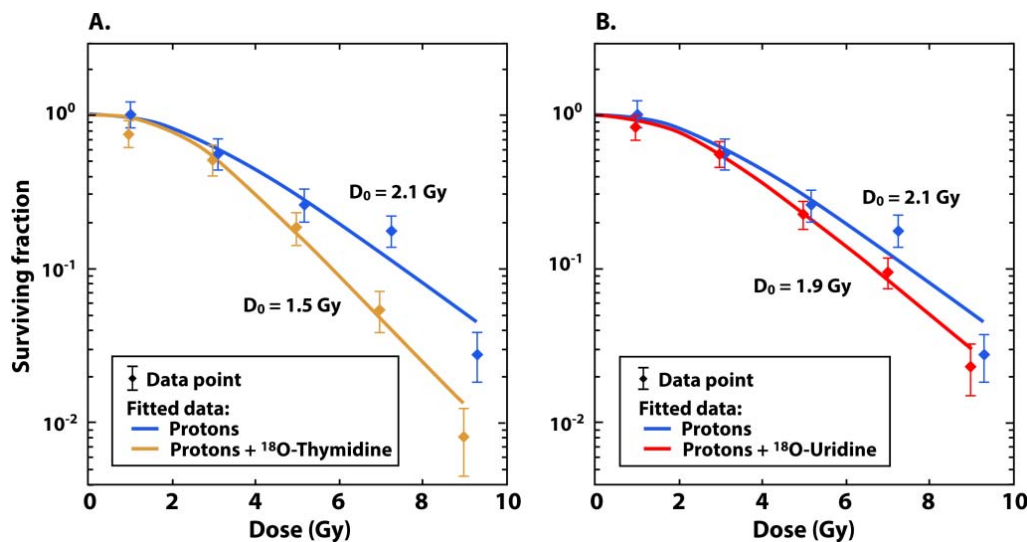 A.
Surviving fraction
10⁰
10⁻¹
10⁻²
D₀ = 2.1 Gy
D₀ = 1.5 Gy
Data point
Fitted data:
Protons
Protons + ¹⁸O-Thymidine
0 2 4 6 8 10
Dose (Gy)
B.
10⁰
10⁻¹
10⁻²
D₀ = 2.1 Gy
D₀ = 1.9 Gy
Data point
Fitted data:
Protons
Protons + ¹⁸O-Uridine
0 2 4 6 8 10
Dose (Gy)